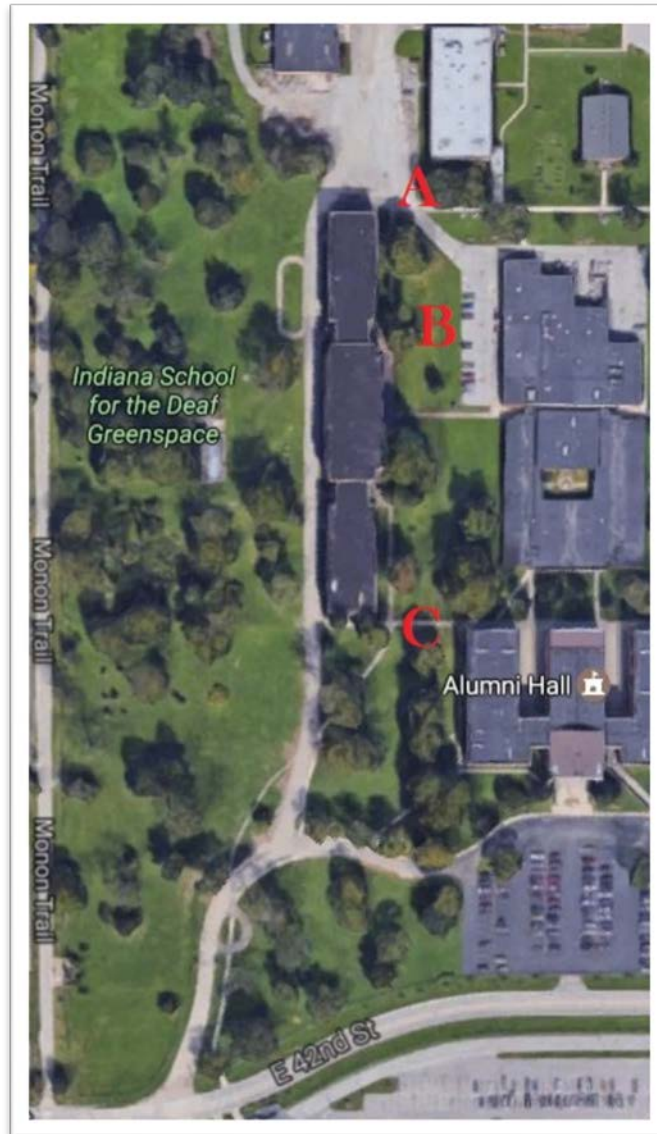 Monon Trail
A
B
Indiana School
for the Deaf
Greenspace
Monon Trail
C
Alumni Hall
Monon Trail
E 42nd St